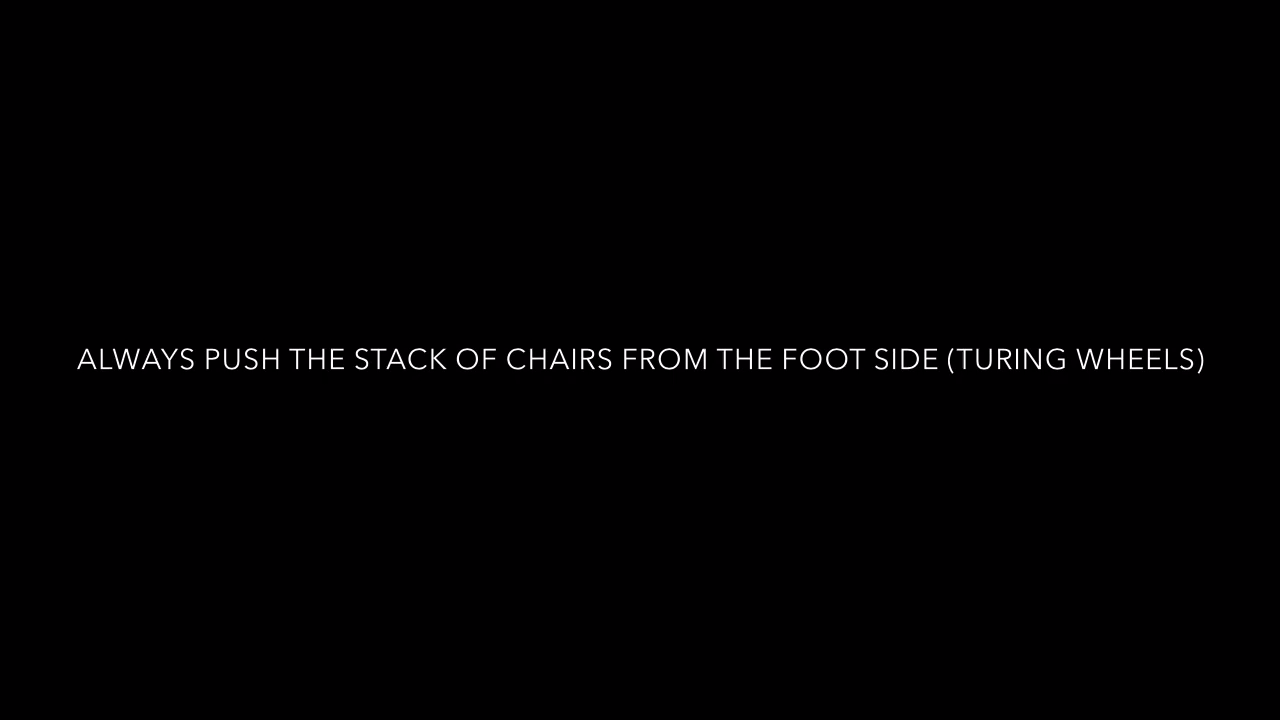 ALWAYS PUSH THE STACK OF CHAIRS FROM THE FOOT SIDE (TURING WHEELS)